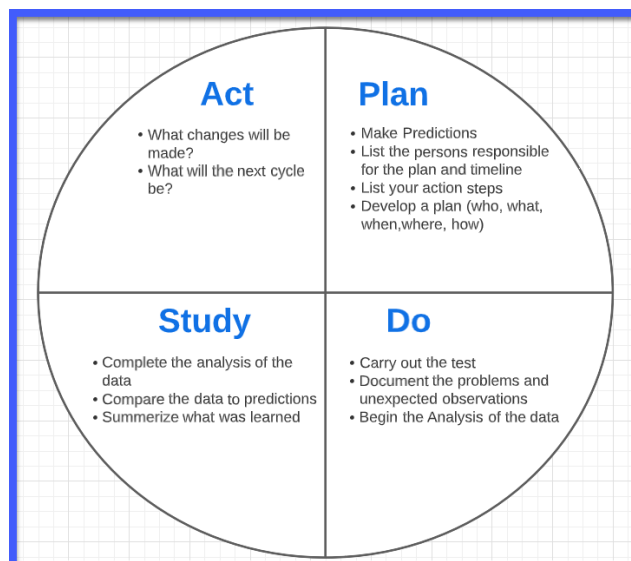 Act
• What changes will be
made?
• What will the next cycle
be?
Plan
• Make Predictions
• List the persons responsible
for the plan and timeline
• List your action steps
• Develop a plan (who, what,
when,where, how)
Study
• Complete the analysis of the
data
• Compare the data to predictions
• Summerize what was learned
Do
• Carry out the test
• Document the problems and
unexpected observations
• Begin the Analysis of the data